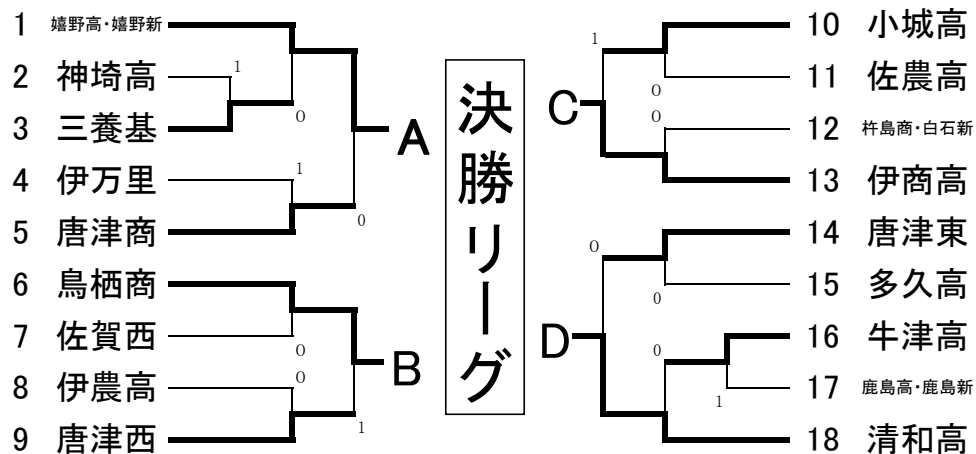 1 嬉野高・嬉野新
1
2 神埼高
0
3 三養基
A
4 伊万里
1
0
5 唐津商
6 鳥栖商
7 佐賀西
0
B
8 伊農高
0
1
9 唐津西
決勝リーグ
10 小城高
1
11 佐農高
0
C
0
12 杵島商・白石新
13 伊商高
14 唐津東
0
15 多久高
0
D
16 牛津高
0
17 鹿島高・鹿島新
1
18 清和高